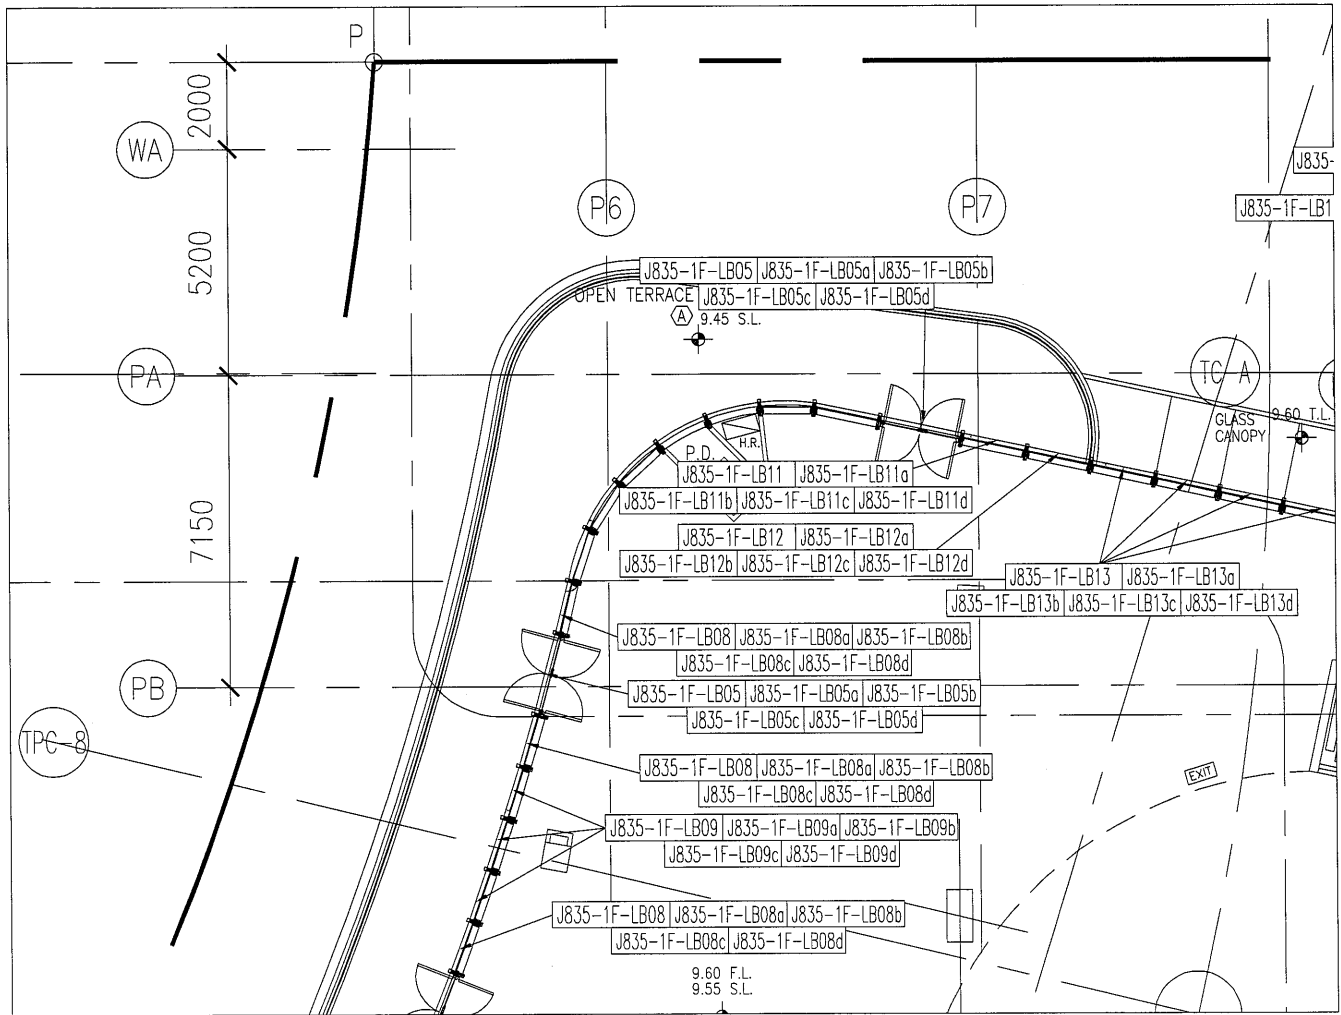 P
2000
WA
J835-
P6
P7
J835-1F-LB1
5200
J835-1F-LB05 J835-1F-LB05a J835-1F-LB05b
OPEN TERRACE J835-1F-LB05c J835-1F-LB05d
A 9.45 S.L.
PA
TC A
GLASS
CANOPY
9.60 T.L.
H.R.
P.D.
J835-1F-LB11 J835-1F-LB11a
J835-1F-LB11b J835-1F-LB11c J835-1F-LB11d
7150
J835-1F-LB12 J835-1F-LB12a
J835-1F-LB12b J835-1F-LB12c J835-1F-LB12d
J835-1F-LB13 J835-1F-LB13a
J835-1F-LB13b J835-1F-LB13c J835-1F-LB13d
J835-1F-LB08 J835-1F-LB08a J835-1F-LB08b
J835-1F-LB08c J835-1F-LB08d
PB
J835-1F-LB05 J835-1F-LB05a J835-1F-LB05b
J835-1F-LB05c J835-1F-LB05d
TPC 8
J835-1F-LB08 J835-1F-LB08a J835-1F-LB08b
J835-1F-LB08c J835-1F-LB08d
EXIT
J835-1F-LB09 J835-1F-LB09a J835-1F-LB09b
J835-1F-LB09c J835-1F-LB09d
J835-1F-LB08 J835-1F-LB08a J835-1F-LB08b
J835-1F-LB08c J835-1F-LB08d
9.60 F.L.
9.55 S.L.